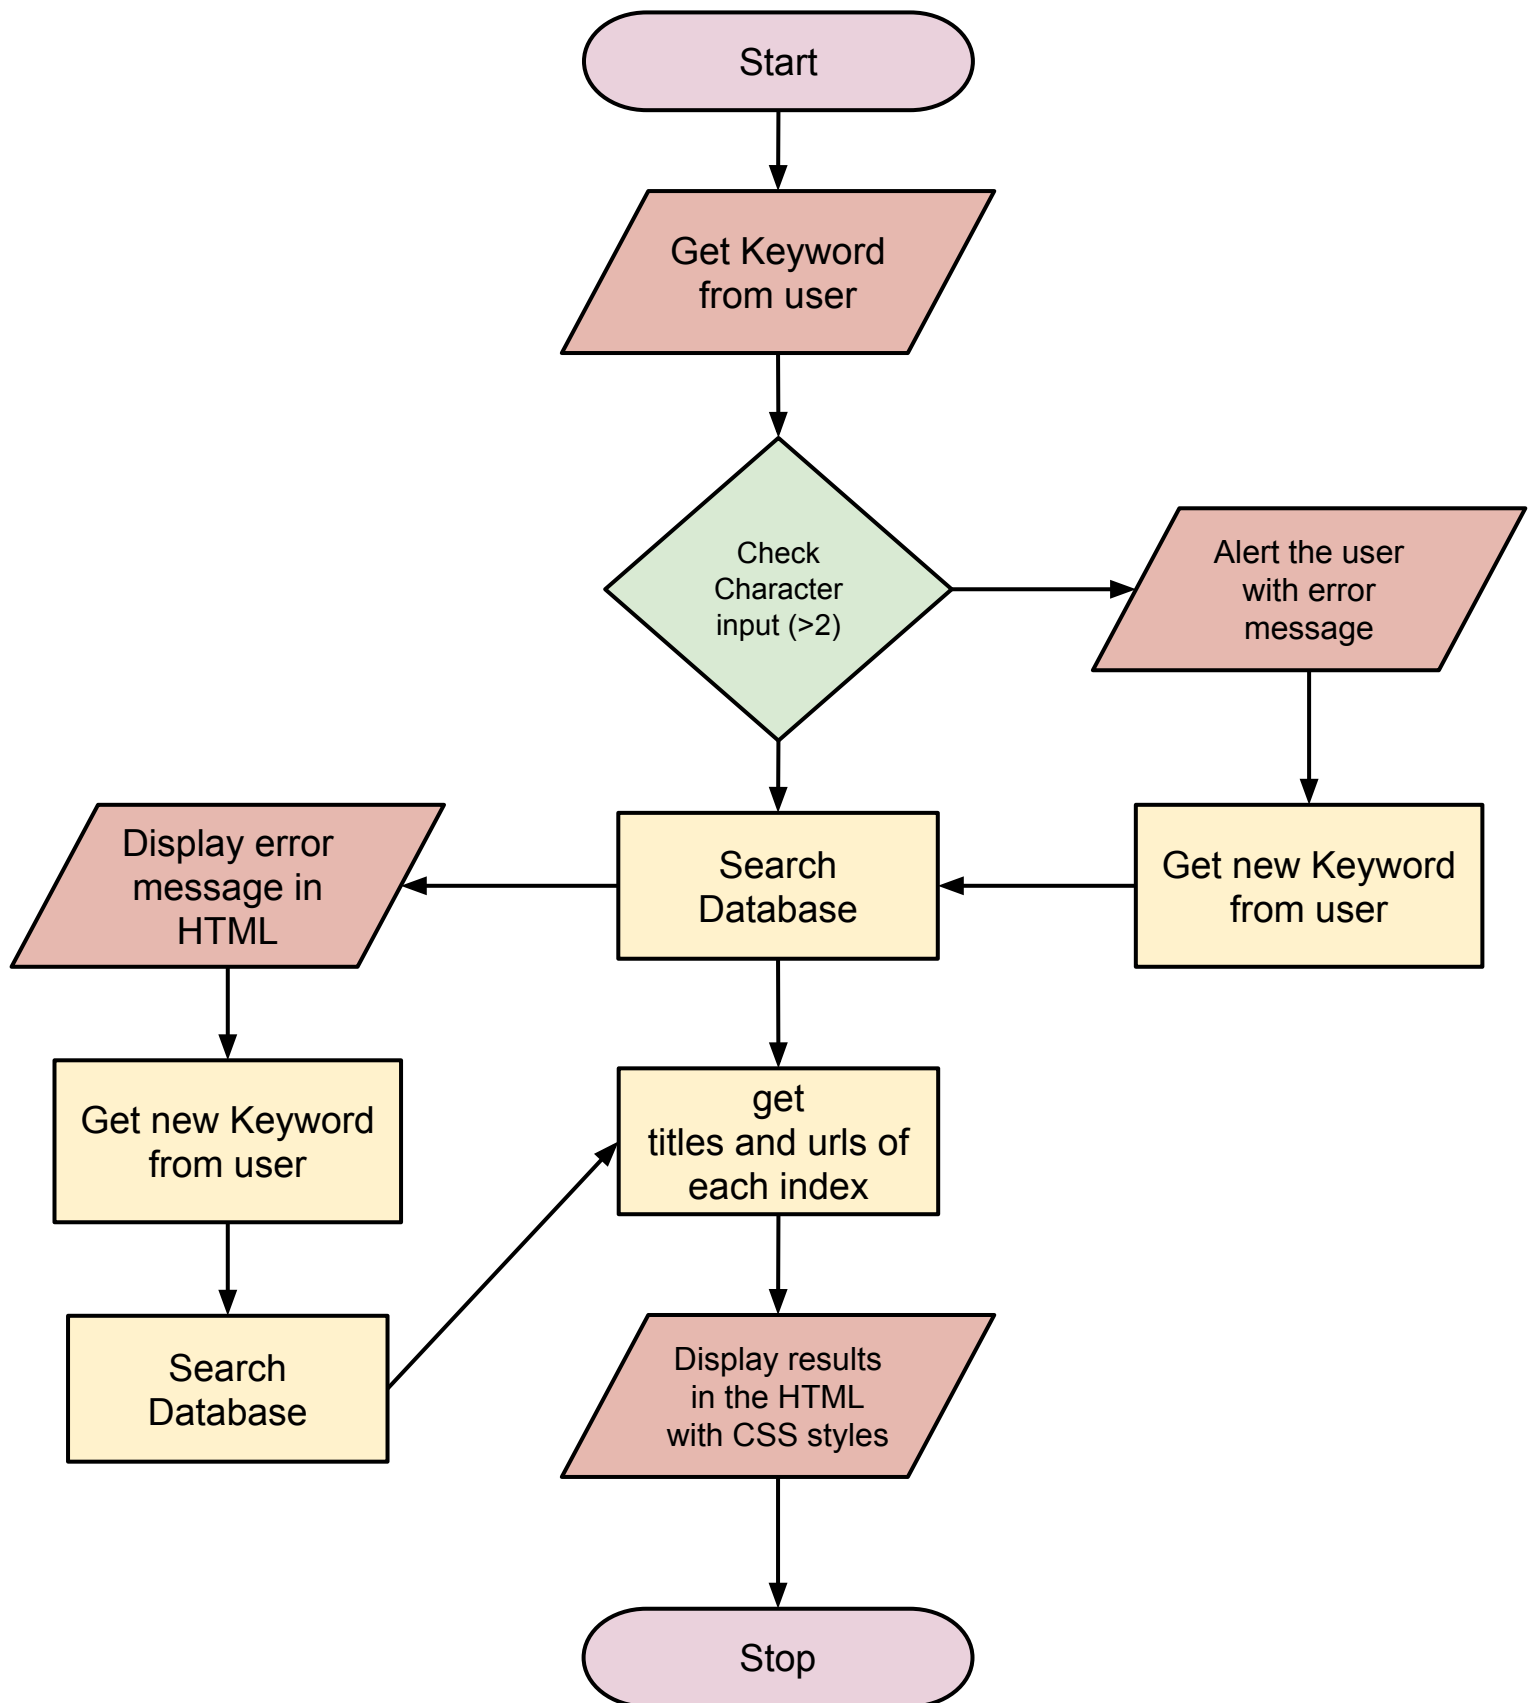 Start
Get Keyword
from user
Check
Character
input (>2)
Alert the user
with error
message
Display error
message in
HTML
Search
Database
Get new Keyword
from user
Get new Keyword
from user
get
titles and urls of
each index
Search
Database
Display results
in the HTML
with CSS styles
Stop